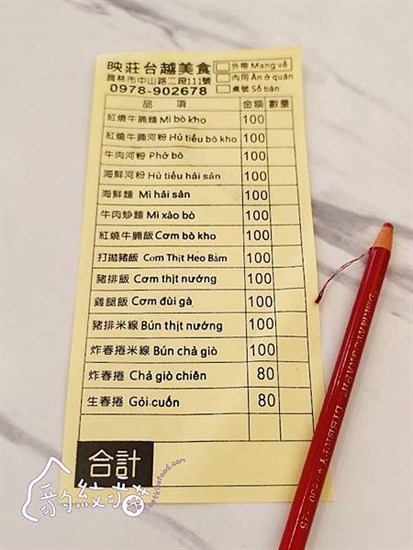 映莊台越美食
員林市中山路二段111號
0978-902678
外帶 Mang về
內用 Ăn ở quán
桌號 Số bàn
品項 金額 數量
紅燒牛腩麵 Mì bò kho 100
紅燒牛腩河粉 Hủ tiếu bò kho 100
牛肉河粉 Phở bò 100
海鮮河粉 Hủ tiếu hải sản 100
海鮮麵 Mì hải sản 100
牛肉炒麵 Mì xào bò 100
紅燒牛腩飯 Cơm bò kho 100
打拋豬飯 Cơm Thịt Heo Bằm 100
豬排飯 Cơm thịt nướng 100
雞腿飯 Cơm đùi gà 100
豬排米線 Bún thịt nướng 100
炸春捲米線 Bún chả giò 100
炸春捲 Chả giò chiên 80
生春捲 Gỏi cuốn 80
合計
豹紋貓